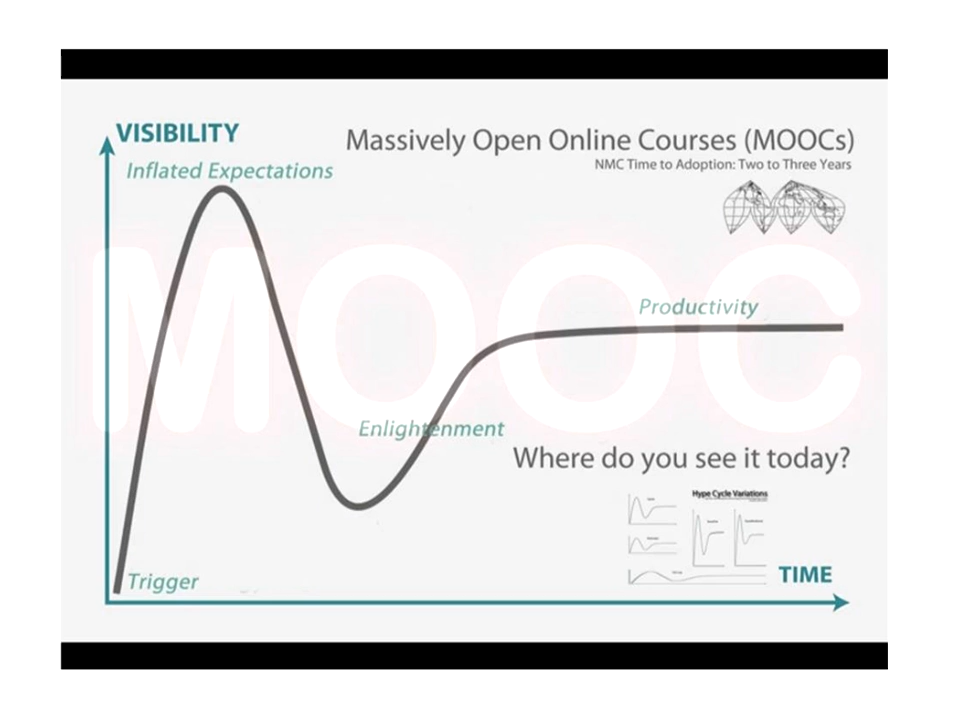 VISIBILITY
Massively Open Online Courses (MOOCs)
NMC Time to Adoption: Two to Three Years
Inflated Expectations
MOOC
Productivity
Enlightenment
Where do you see it today?
Hype Cycle Variations
TIME
Trigger